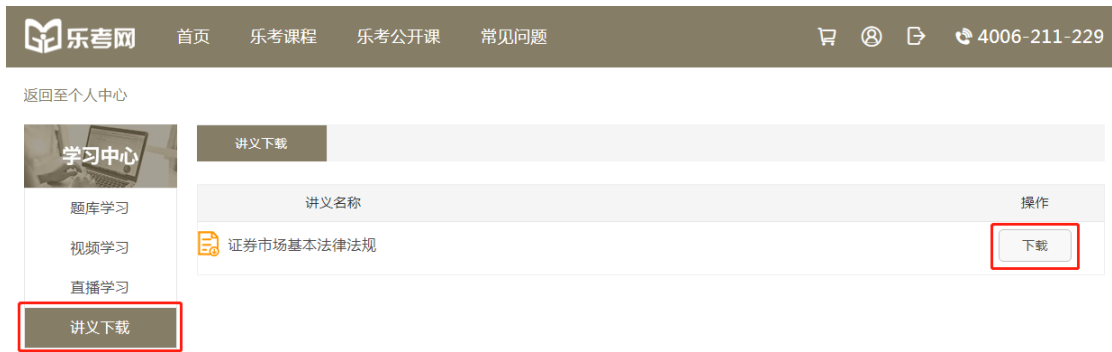 乐考网 首页 乐考课程 乐考公开课 常见问题 4006-211-229
返回至个人中心
学习中心
题库学习
视频学习
直播学习
讲义下载
讲义下载
讲义名称 操作
证券市场基本法律法规 下载